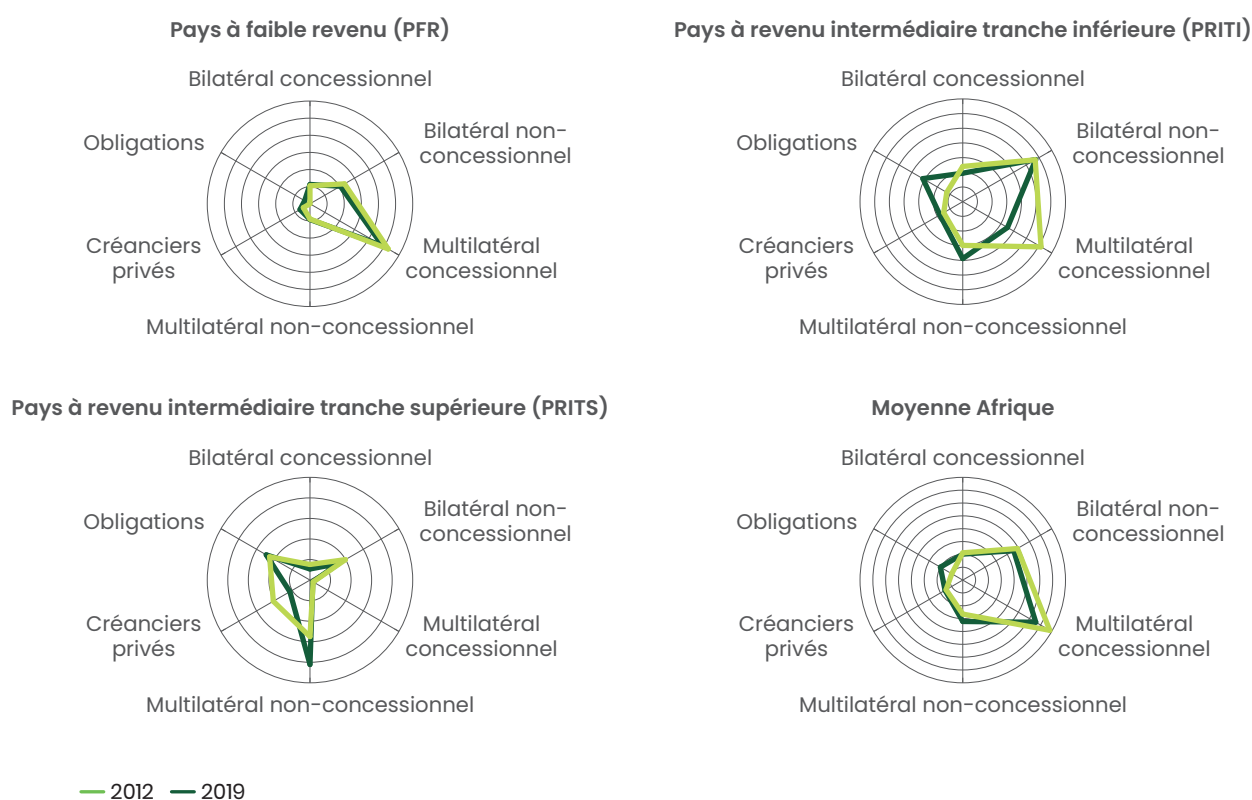 Pays à faible revenu (PFR)
Bilatéral concessionnel
Obligations
Bilatéral non-
concessionnel
Créanciers
privés
Multilatéral
concessionnel
Multilatéral non-concessionnel
Pays à revenu intermédiaire tranche inférieure (PRITI)
Bilatéral concessionnel
Obligations
Bilatéral non-
concessionnel
Créanciers
privés
Multilatéral
concessionnel
Multilatéral non-concessionnel
Pays à revenu intermédiaire tranche supérieure (PRITS)
Bilatéral concessionnel
Obligations
Bilatéral non-
concessionnel
Créanciers
privés
Multilatéral
concessionnel
Multilatéral non-concessionnel
Moyenne Afrique
Bilatéral concessionnel
Obligations
Bilatéral non-
concessionnel
Créanciers
privés
Multilatéral
concessionnel
Multilatéral non-concessionnel
2012 2019